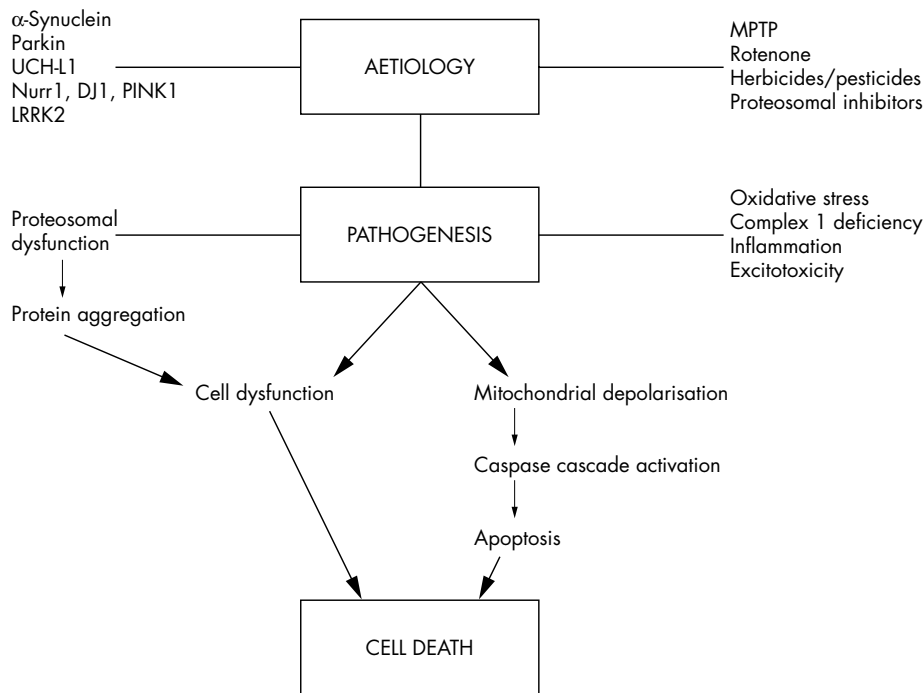 α-Synuclein
Parkin
UCH-L1
Nurr1, DJ1, PINK1
LRRK2
AETIOLOGY
MPTP
Rotenone
Herbicides/pesticides
Proteosomal inhibitors
Proteosomal
dysfunction
PATHOGENESIS
Oxidative stress
Complex 1 deficiency
Inflammation
Excitotoxicity
Protein aggregation
Cell dysfunction
Mitochondrial depolarisation
Caspase cascade activation
Apoptosis
CELL DEATH